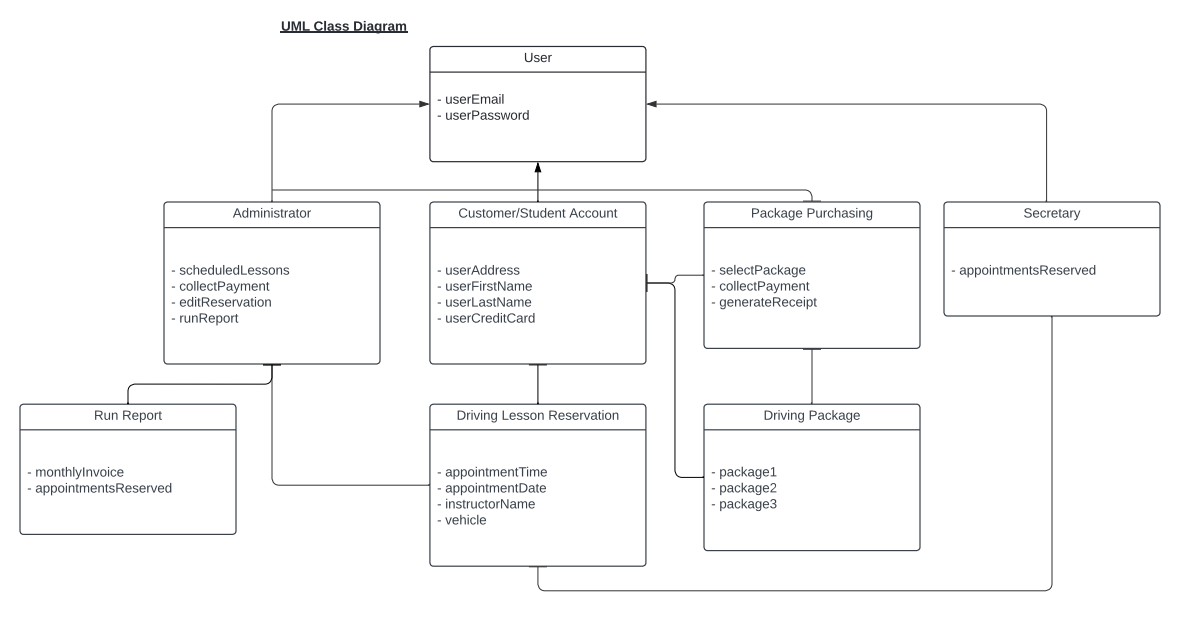 UML Class Diagram
User
- userEmail
- userPassword
Administrator
- scheduledLessons
- collectPayment
- editReservation
- runReport
Customer/Student Account
- userAddress
- userFirstName
- userLastName
- userCreditCard
Package Purchasing
- selectPackage
- collectPayment
- generateReceipt
Secretary
- appointmentsReserved
Run Report
- monthlyInvoice
- appointmentsReserved
Driving Lesson Reservation
- appointmentTime
- appointmentDate
- instructorName
- vehicle
Driving Package
- package1
- package2
- package3